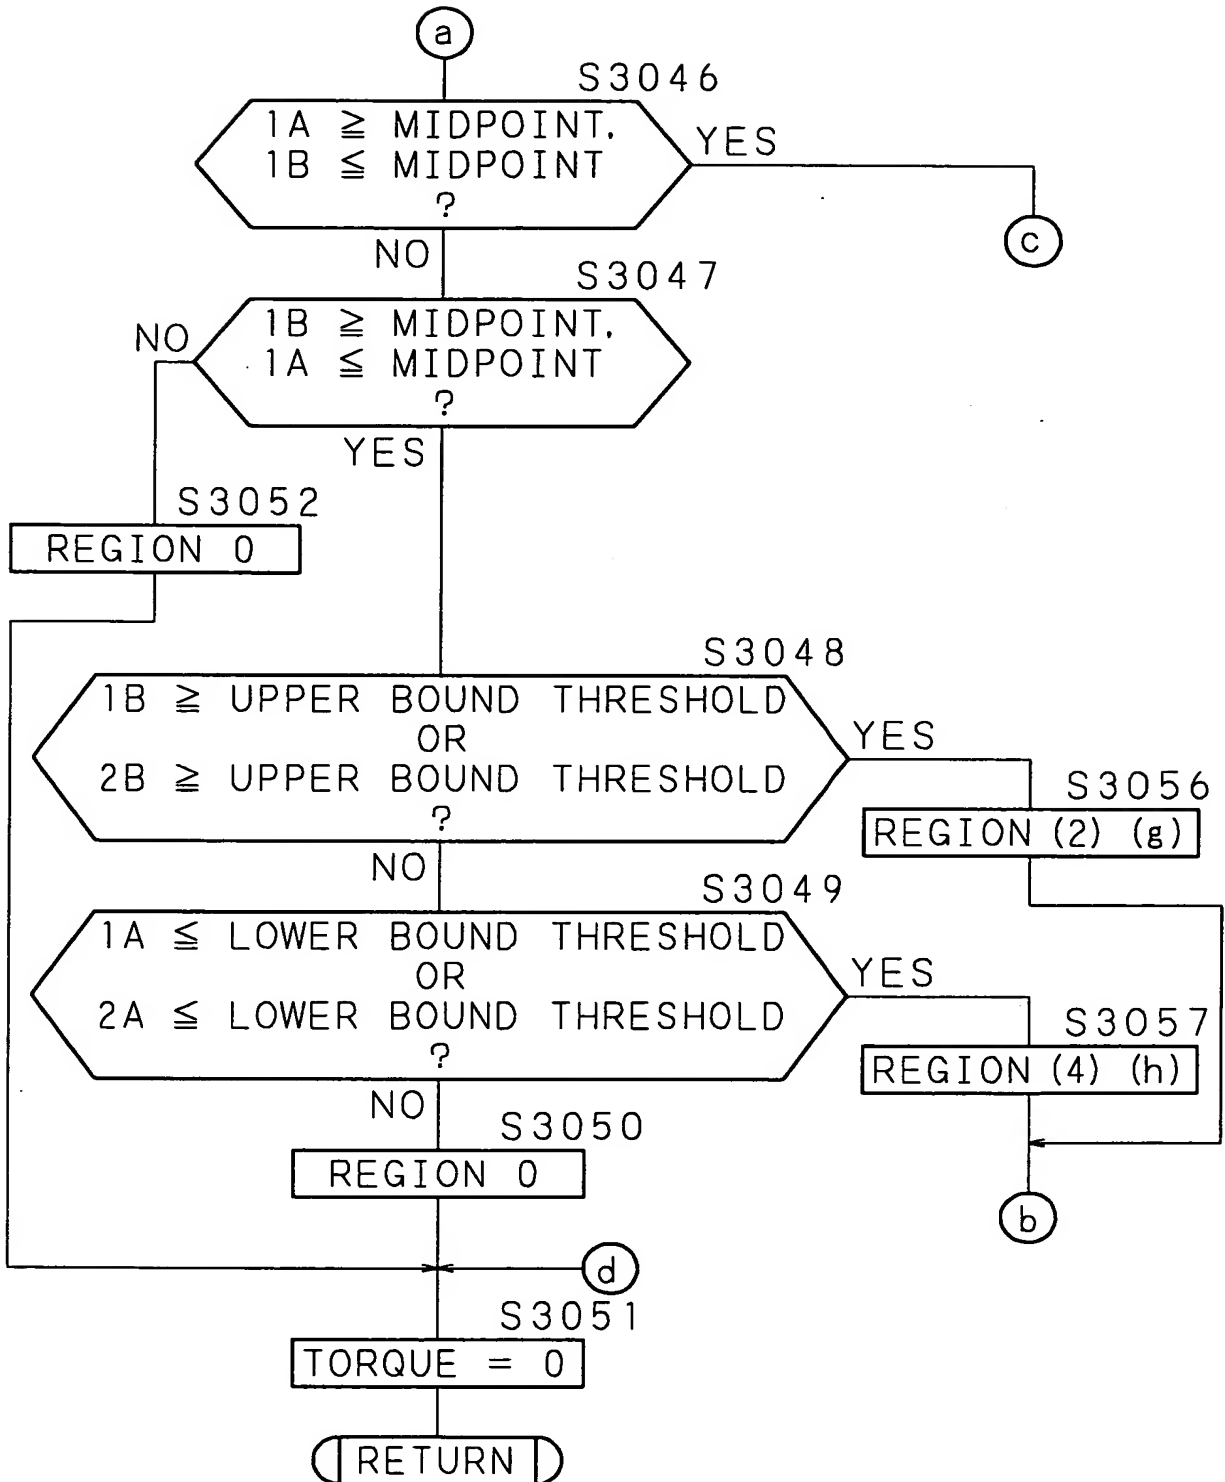 a
S3046
1A ≧ MIDPOINT.
1B ≦ MIDPOINT
?
YES
c
NO
S3047
1B ≧ MIDPOINT.
1A ≦ MIDPOINT
?
NO
YES
S3052
REGION 0
S3048
1B ≧ UPPER BOUND THRESHOLD
OR
2B ≧ UPPER BOUND THRESHOLD
?
YES
S3056
REGION (2) (g)
NO
S3049
1A ≦ LOWER BOUND THRESHOLD
OR
2A ≦ LOWER BOUND THRESHOLD
?
YES
S3057
REGION (4) (h)
NO
S3050
REGION 0
b
d
S3051
TORQUE = 0
RETURN